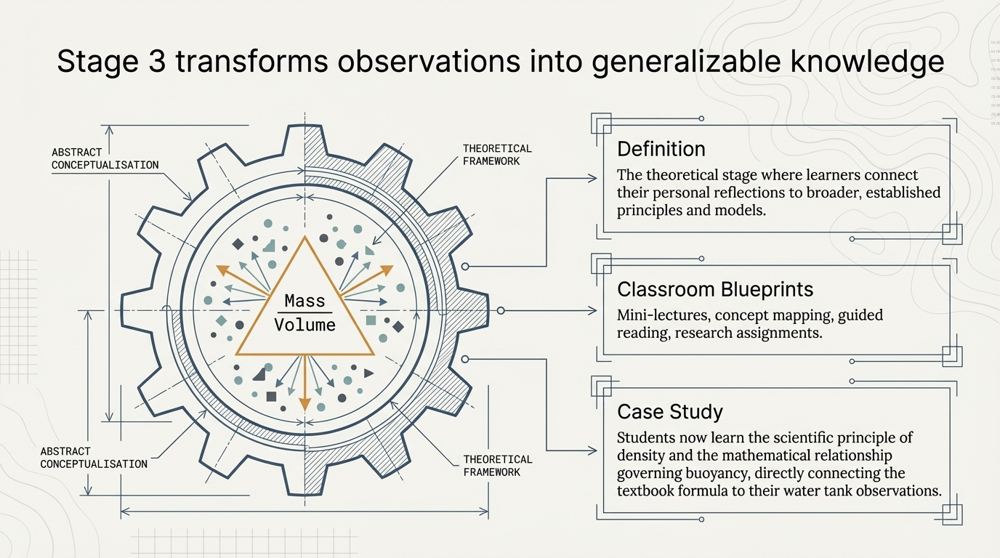 Stage 3 transforms observations into generalizable knowledge
ABSTRACT
CONCEPTUALISATION
THEORETICAL
FRAMEWORK
Mass
Volume
ABSTRACT
CONCEPTUALISATION
THEORETICAL
FRAMEWORK
Definition
The theoretical stage where learners connect
their personal reflections to broader, established
principles and models.
Classroom Blueprints
Mini-lectures, concept mapping, guided
reading, research assignments.
Case Study
Students now learn the scientific principle of
density and the mathematical relationship
governing buoyancy, directly connecting the
textbook formula to their water tank observations.